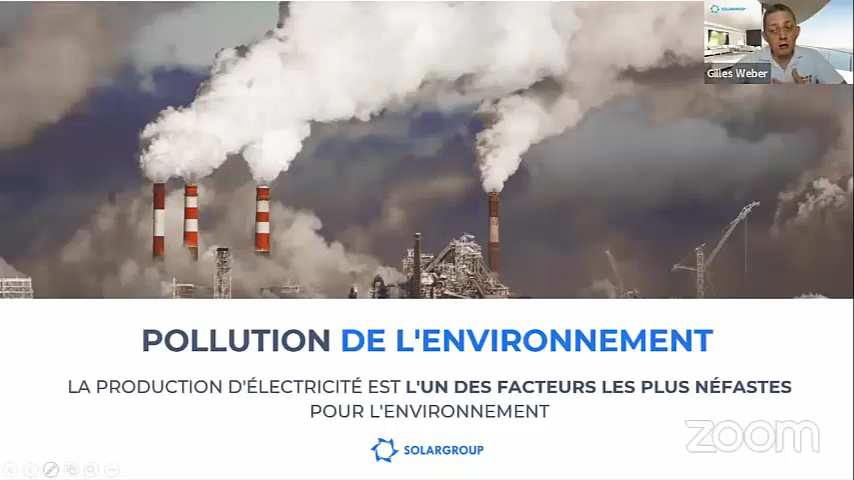 SOLARGROUP
Gilles Weber
POLLUTION DE L'ENVIRONNEMENT
LA PRODUCTION D'ÉLECTRICITÉ EST L'UN DES FACTEURS LES PLUS NÉFASTES
POUR L'ENVIRONNEMENT
SOLARGROUP
zoom